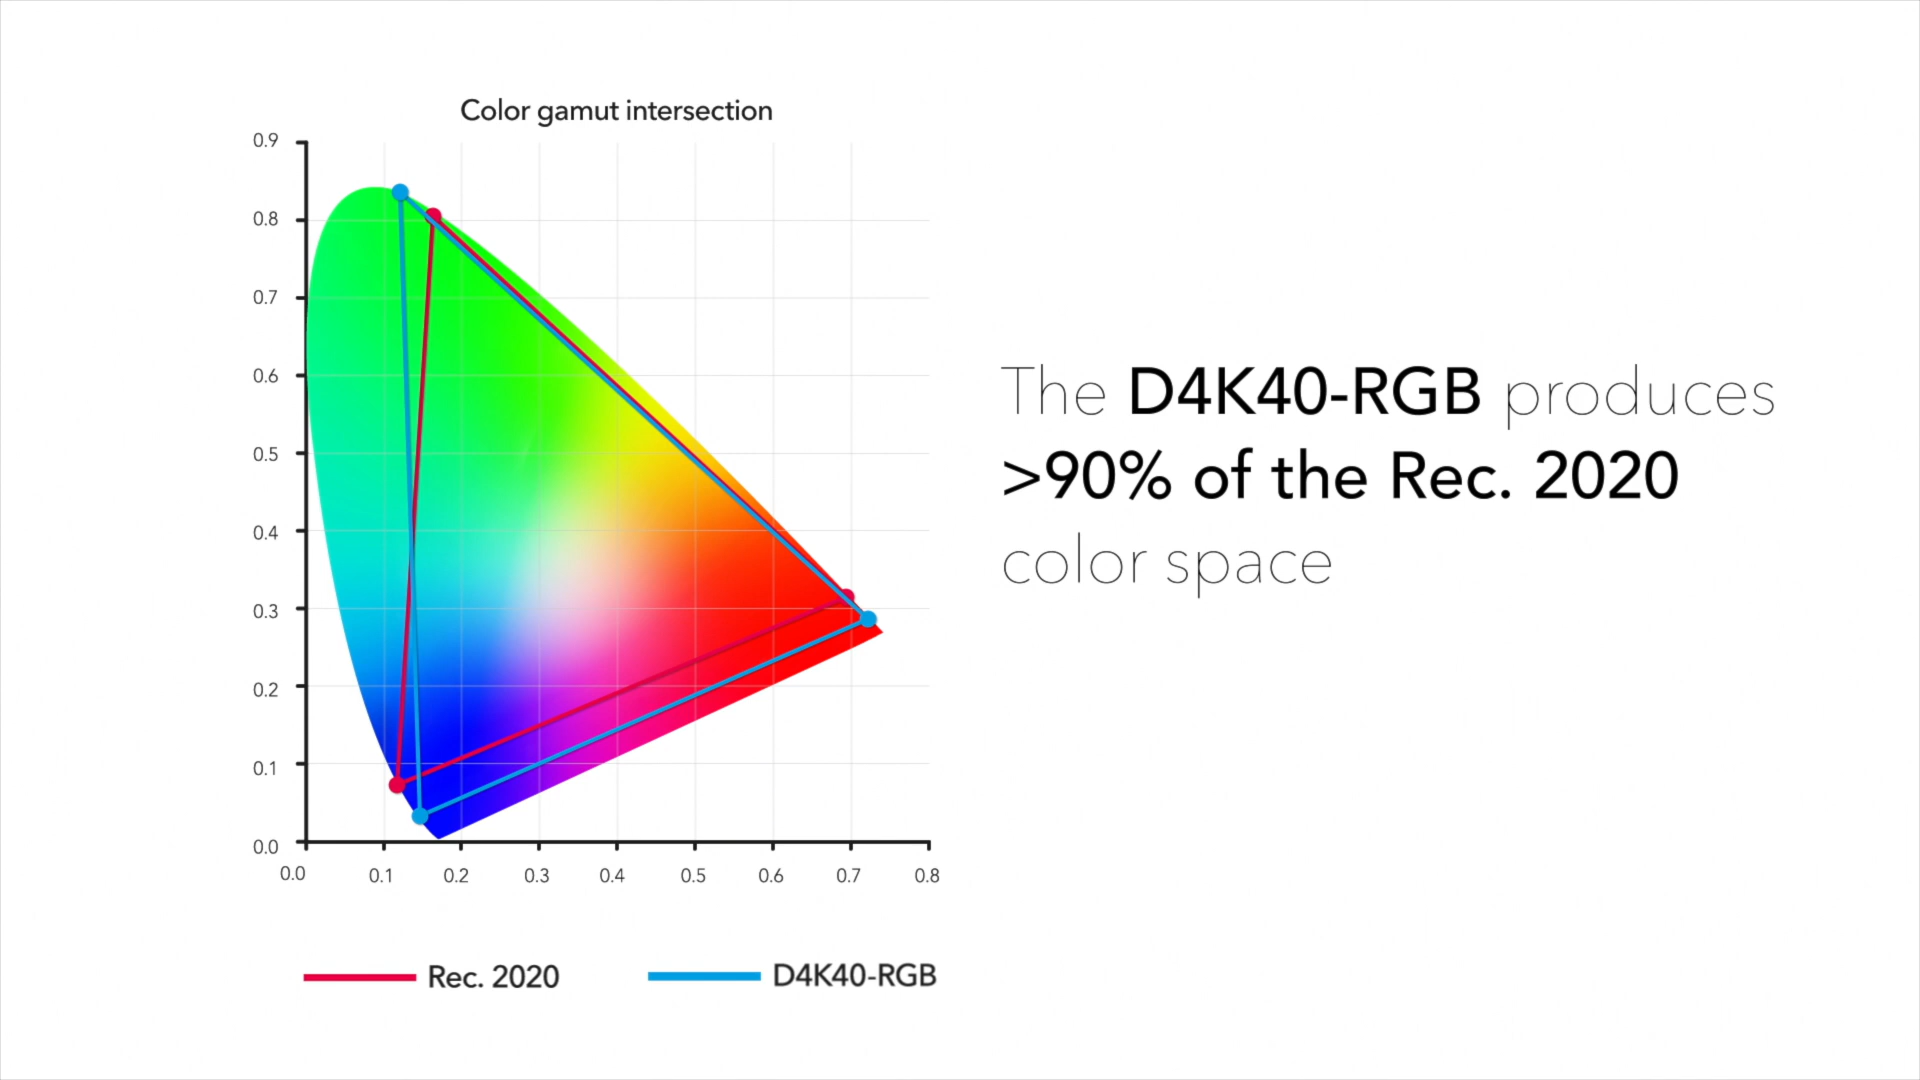 Color gamut intersection
0.9
0.8
0.7
0.6
0.5
0.4
0.3
0.2
0.1
0.0
0.0 0.1 0.2 0.3 0.4 0.5 0.6 0.7 0.8
Rec. 2020 D4K40-RGB
The D4K40-RGB produces
>90% of the Rec. 2020
color space